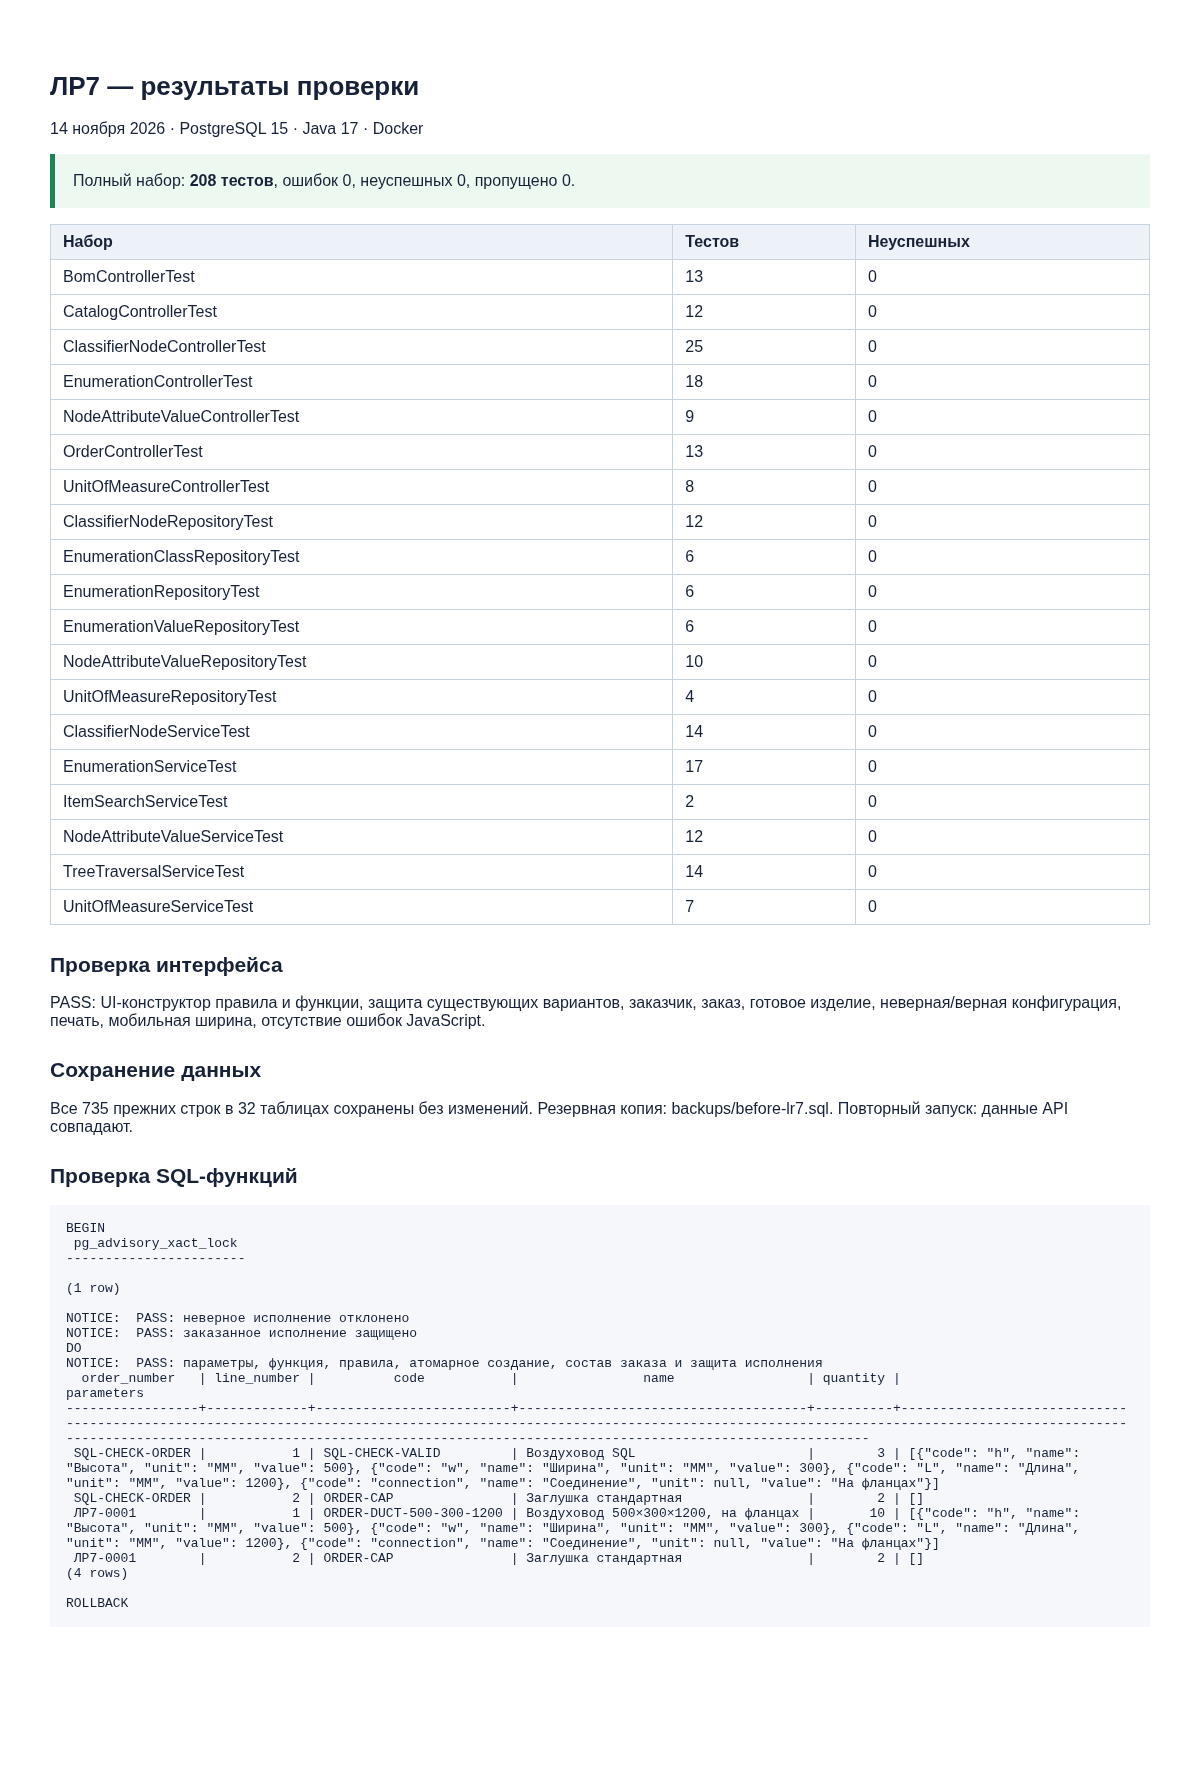 ЛР7 — результаты проверки
14 ноября 2026 · PostgreSQL 15 · Java 17 · Docker
Полный набор: 208 тестов, ошибок 0, неуспешных 0, пропущено 0.
Набор Тестов Неуспешных
BomControllerTest 13 0
CatalogControllerTest 12 0
ClassifierNodeControllerTest 25 0
EnumerationControllerTest 18 0
NodeAttributeValueControllerTest 9 0
OrderControllerTest 13 0
UnitOfMeasureControllerTest 8 0
ClassifierNodeRepositoryTest 12 0
EnumerationClassRepositoryTest 6 0
EnumerationRepositoryTest 6 0
EnumerationValueRepositoryTest 6 0
NodeAttributeValueRepositoryTest 10 0
UnitOfMeasureRepositoryTest 4 0
ClassifierNodeServiceTest 14 0
EnumerationServiceTest 17 0
ItemSearchServiceTest 2 0
NodeAttributeValueServiceTest 12 0
TreeTraversalServiceTest 14 0
UnitOfMeasureServiceTest 7 0
Проверка интерфейса
PASS: UI-конструктор правила и функции, защита существующих вариантов, заказчик, заказ, готовое изделие, неверная/верная конфигурация,
печать, мобильная ширина, отсутствие ошибок JavaScript.
Сохранение данных
Все 735 прежних строк в 32 таблицах сохранены без изменений. Резервная копия: backups/before-lr7.sql. Повторный запуск: данные API
совпадают.
Проверка SQL-функций
BEGIN
 pg_advisory_xact_lock
-----------------------
(1 row)
NOTICE:  PASS: неверное исполнение отклонено
NOTICE:  PASS: заказанное исполнение защищено
DO
NOTICE:  PASS: параметры, функция, правила, атомарное создание, состав заказа и защита исполнения
  order_number   | line_number |          code           |                name                 | quantity |
parameters
-----------------+-------------+-------------------------+-------------------------------------+----------+-----------------------------
----------------------------------------------------------------------------------------------------------------------------------------
-------------------------------------------------------------------------------------------------------
 SQL-CHECK-ORDER |           1 | SQL-CHECK-VALID         | Воздуховод SQL                      |        3 | [{"code": "h", "name":
"Высота", "unit": "ММ", "value": 500}, {"code": "w", "name": "Ширина", "unit": "ММ", "value": 300}, {"code": "L", "name": "Длина",
"unit": "ММ", "value": 1200}, {"code": "connection", "name": "Соединение", "unit": null, "value": "На фланцах"}]
 SQL-CHECK-ORDER |           2 | ORDER-CAP               | Заглушка стандартная                |        2 | []
 ЛР7-0001        |           1 | ORDER-DUCT-500-300-1200 | Воздуховод 500×300×1200, на фланцах |       10 | [{"code": "h", "name":
"Высота", "unit": "ММ", "value": 500}, {"code": "w", "name": "Ширина", "unit": "ММ", "value": 300}, {"code": "L", "name": "Длина",
"unit": "ММ", "value": 1200}, {"code": "connection", "name": "Соединение", "unit": null, "value": "На фланцах"}]
 ЛР7-0001        |           2 | ORDER-CAP               | Заглушка стандартная                |        2 | []
(4 rows)
ROLLBACK